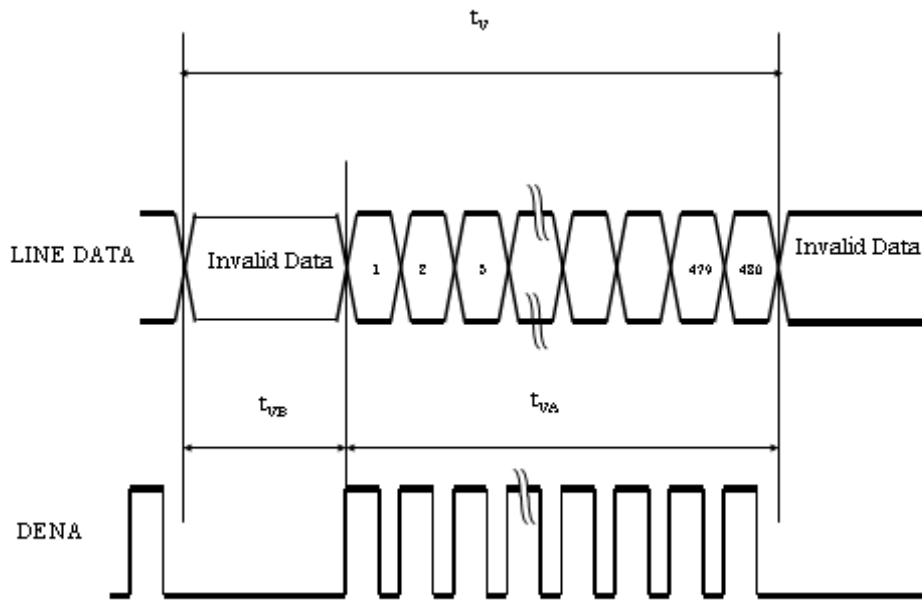 tV
LINE DATA
Invalid Data
1 2 3 479 480
Invalid Data
tVB
tVA
DENA